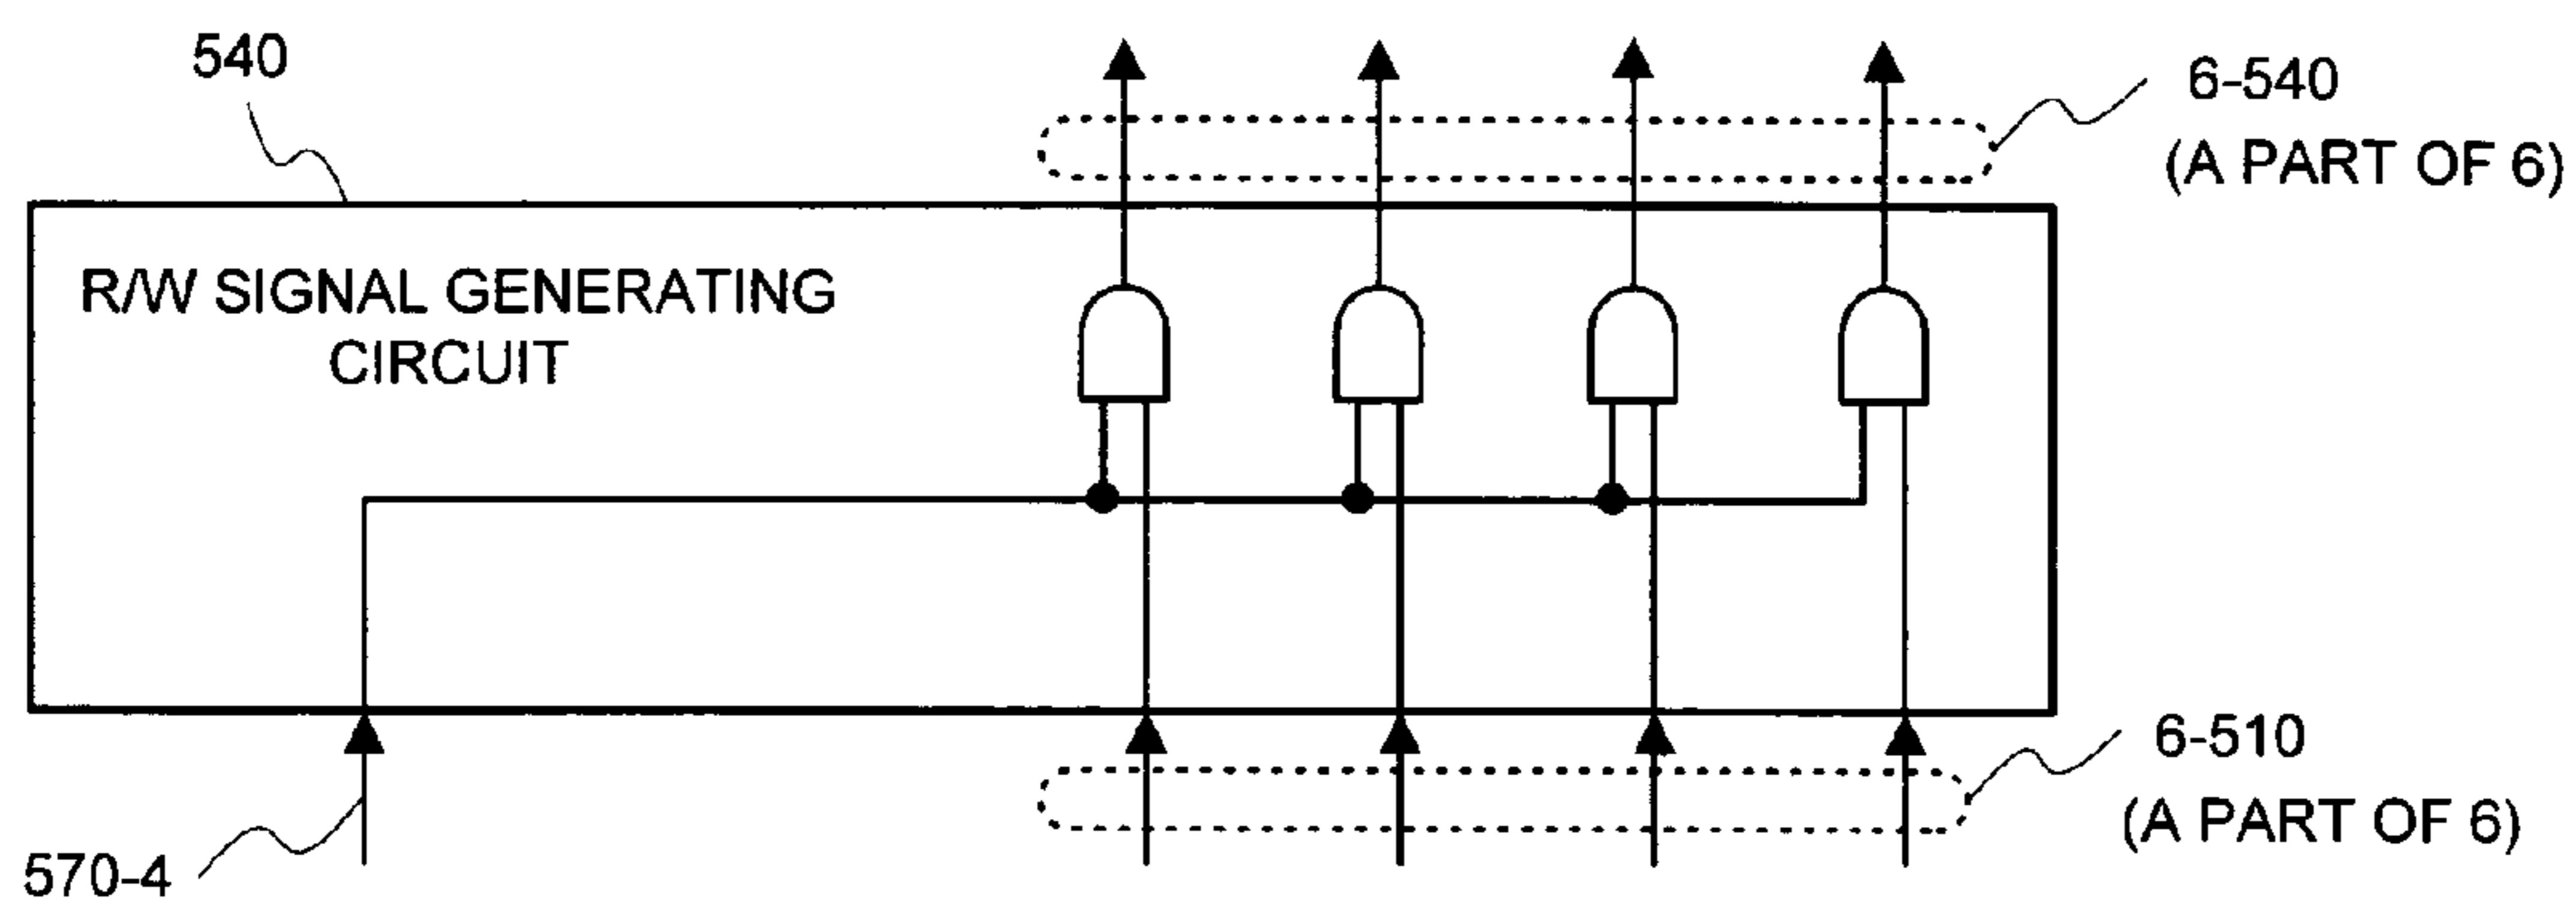 540
6-540
(A PART OF 6)
R/W SIGNAL GENERATING
CIRCUIT
6-510
(A PART OF 6)
570-4